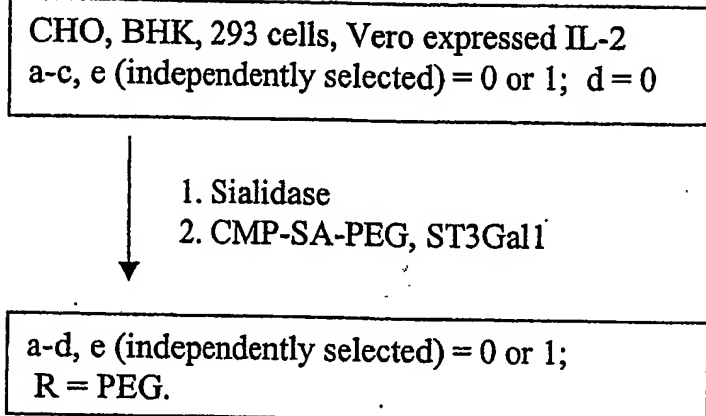 CHO, BHK, 293 cells, Vero expressed IL-2
a-c, e (independently selected) = 0 or 1; d = 0
1. Sialidase
2. CMP-SA-PEG, ST3Gal1
a-d, e (independently selected) = 0 or 1;
R = PEG.